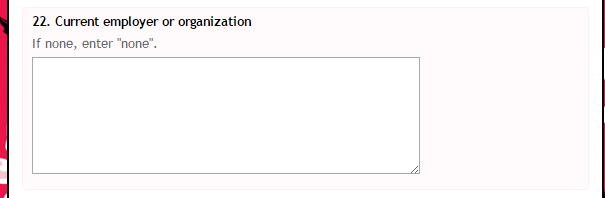 22. Current employer or organization
If none, enter "none".